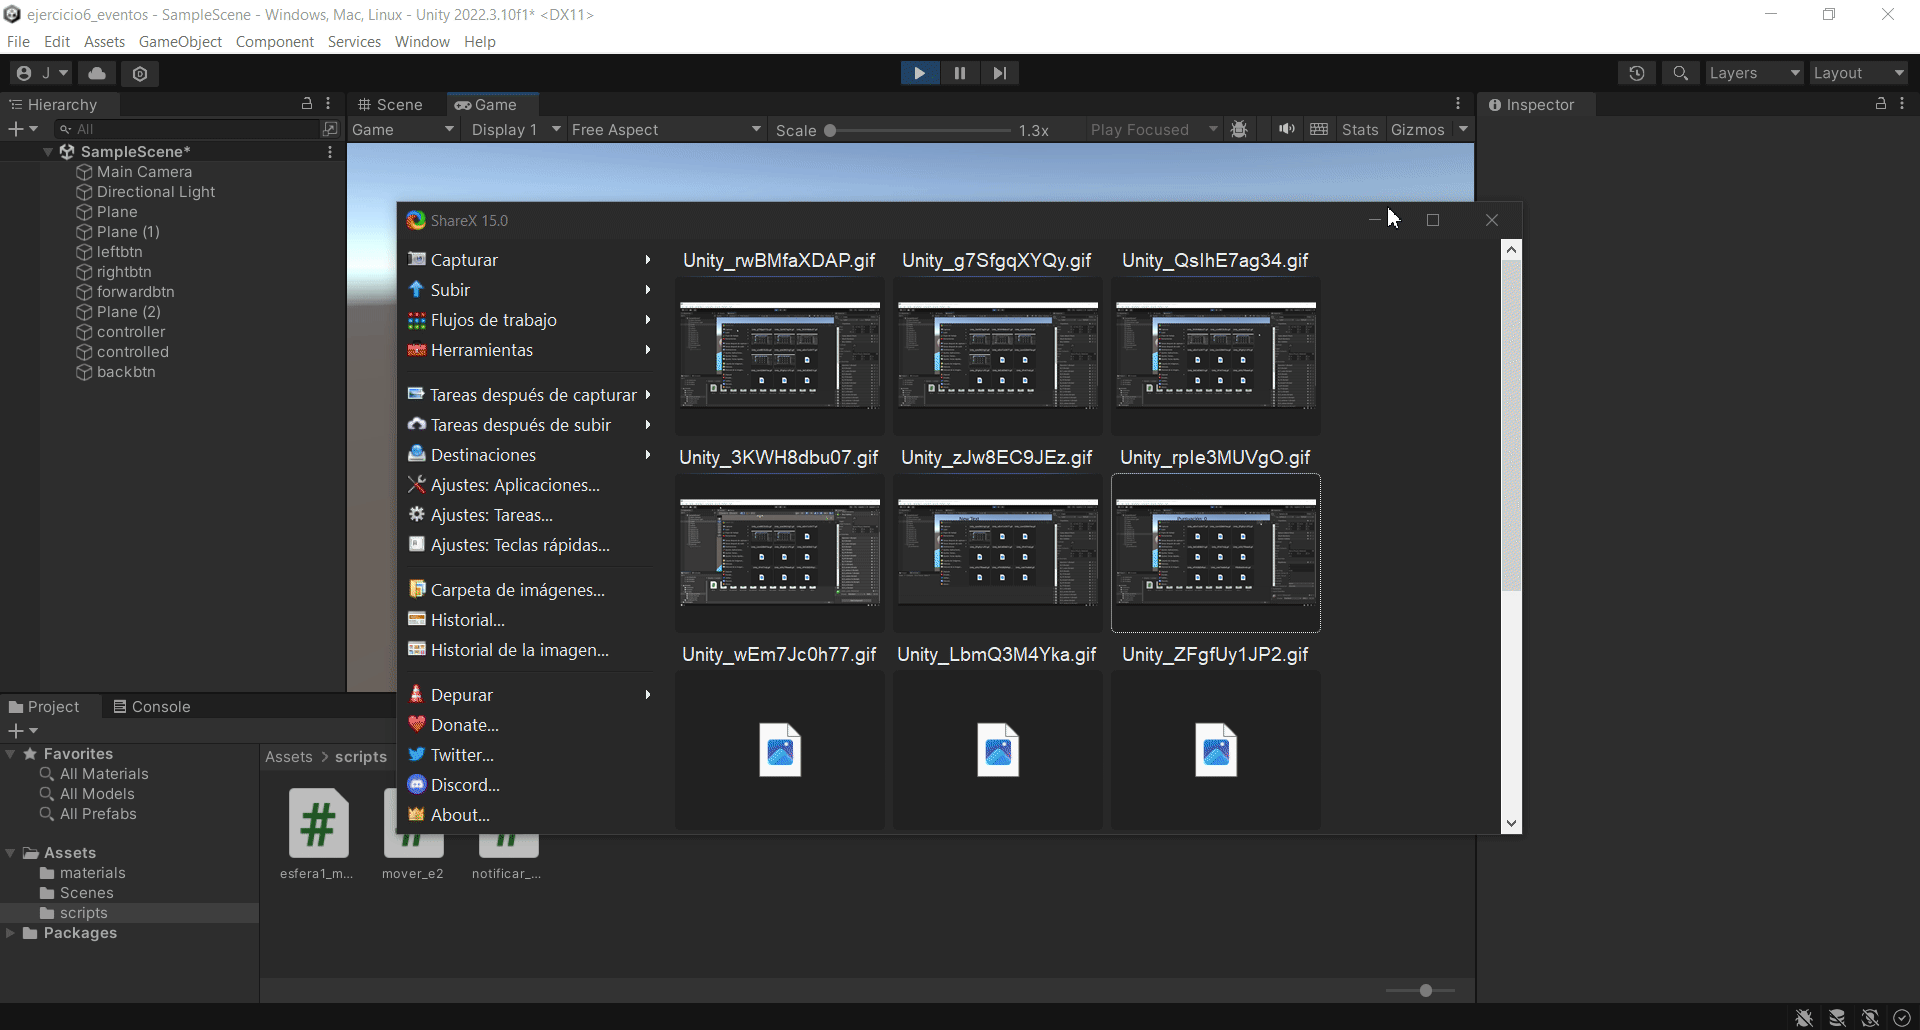 ejercicio6_eventos - SampleScene - Windows, Mac, Linux - Unity 2022.3.10f1* <DX11>
File Edit Assets GameObject Component Services Window Help
J Layers Layout
Hierarchy
All
SampleScene*
Main Camera
Directional Light
Plane
Plane (1)
leftbtn
rightbtn
forwardbtn
Plane (2)
controller
controlled
backbtn
Scene Game
Game Display 1 Free Aspect Scale 1.3x Play Focused Stats Gizmos
Inspector
ShareX 15.0
Capturar
Subir
Flujos de trabajo
Herramientas
Tareas después de capturar
Tareas después de subir
Destinaciones
Ajustes: Aplicaciones...
Ajustes: Tareas...
Ajustes: Teclas rápidas...
Carpeta de imágenes...
Historial...
Historial de la imagen...
Depurar
Donate...
Twitter...
Discord...
About...
Unity_rwBMfaXDAP.gif Unity_g7SfgqXYQy.gif Unity_QslhE7ag34.gif
Unity_3KWH8dbu07.gif Unity_zJw8EC9JEz.gif Unity_rpIe3MUVgO.gif
Unity_wEm7Jc0h77.gif Unity_LbmQ3M4Yka.gif Unity_ZFgfUy1JP2.gif
Project Console
Favorites
All Materials
All Models
All Prefabs
Assets
materials
Scenes
scripts
Packages
Assets > scripts
esfera1_m... mover_e2 notificar_...